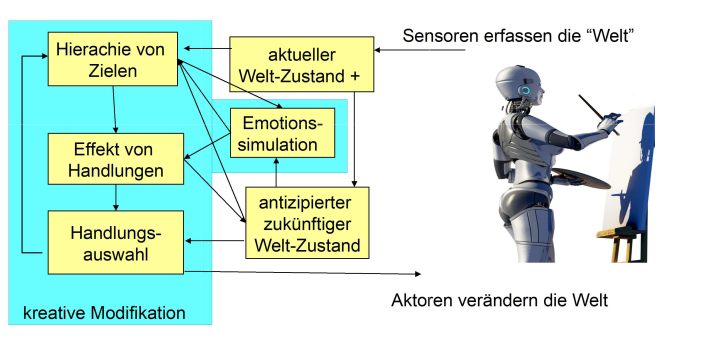 Hierachie von
Zielen
aktueller
Welt-Zustand +
Sensoren erfassen die “Welt”
Emotions-
simulation
Effekt von
Handlungen
antizipierter
zukünftiger
Welt-Zustand
Handlungs-
auswahl
Aktoren verändern die Welt
kreative Modifikation